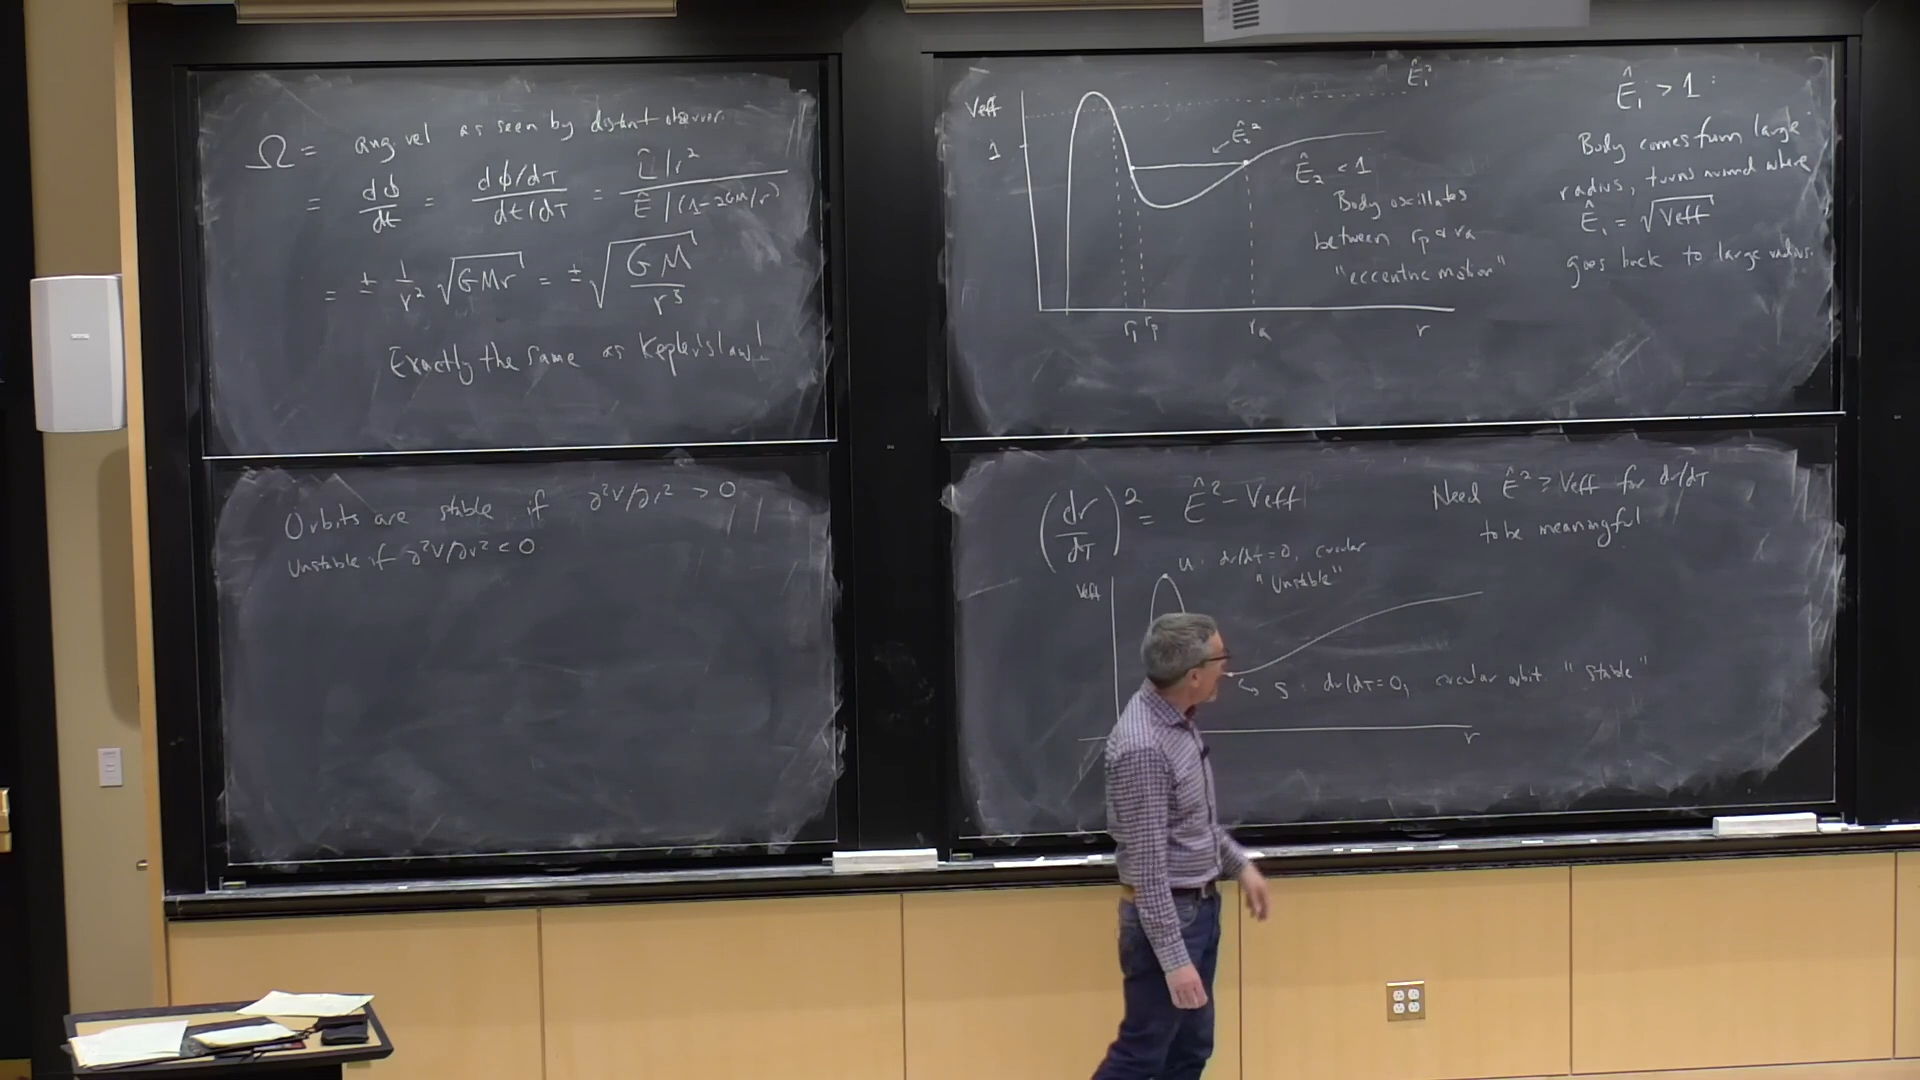 Ω = ang. vel as seen by distant observer.
= dϕ/dt = (dϕ/dτ)/(dt/dτ) = (L̂/r²)/(Ê/(1-2GM/r))
= ± 1/r² √GMr = ± √(GM/r³)
Exactly the same as Kepler's law!
Orbits are stable if ∂²V/∂r² > 0
Unstable if ∂²V/∂r² < 0
Veff
1
Ê₁²
Ê₂²
Ê₂ < 1
Body oscillates
between rp & ra
"eccentric motion"
r₁ rp ra r
Ê₁ > 1 :
Body comes from large
radius, turns around where
Ê₁ = √Veff
goes back to large radius.
(dr/dτ)² = Ê² - Veff
Need Ê² ≥ Veff for dr/dτ
to be meaningful
Veff
u : dr/dτ=0, circular
"Unstable"
S : dr/dτ=0, circular orbit "stable"
r